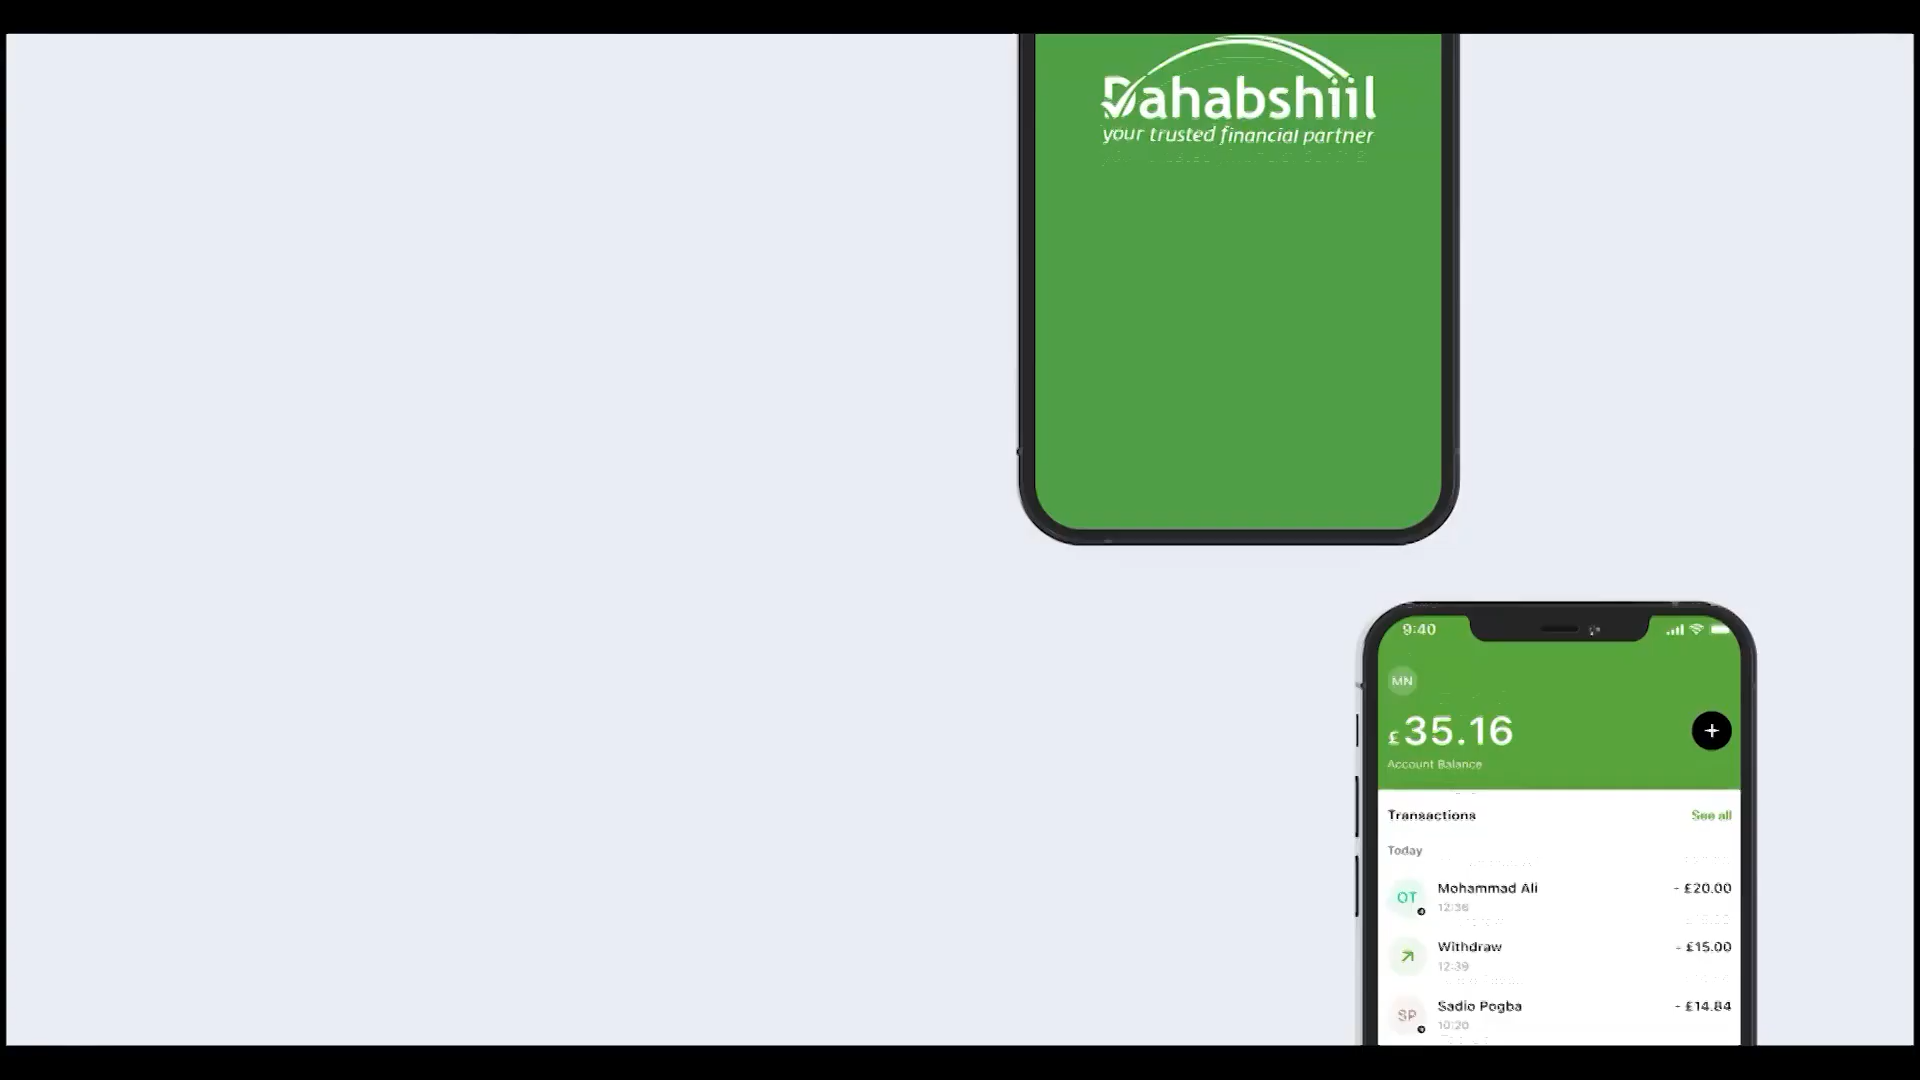 Dahabshiil
your trusted financial partner
9:40
MN
£35.16
+
Account Balance
Transactions
See all
Today
OT
Mohammad Ali
- £20.00
12:36
Withdraw
- £15.00
12:39
SP
Sadio Pogba
- £14.84
10:20